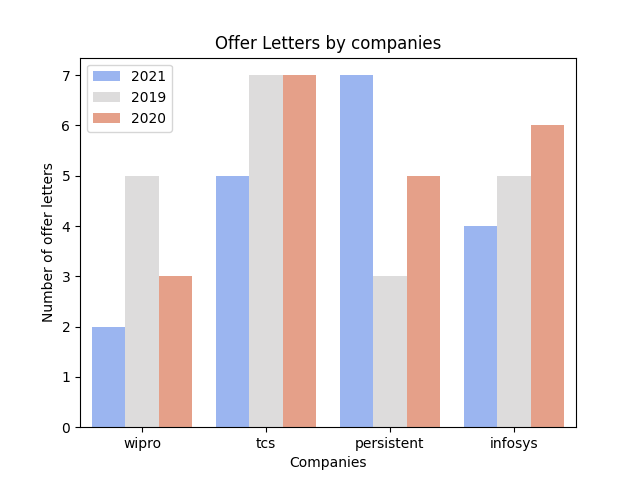 Offer Letters by companies
2021
2019
2020
7
6
5
4
3
2
1
0
Number of offer letters
wipro
tcs
persistent
infosys
Companies